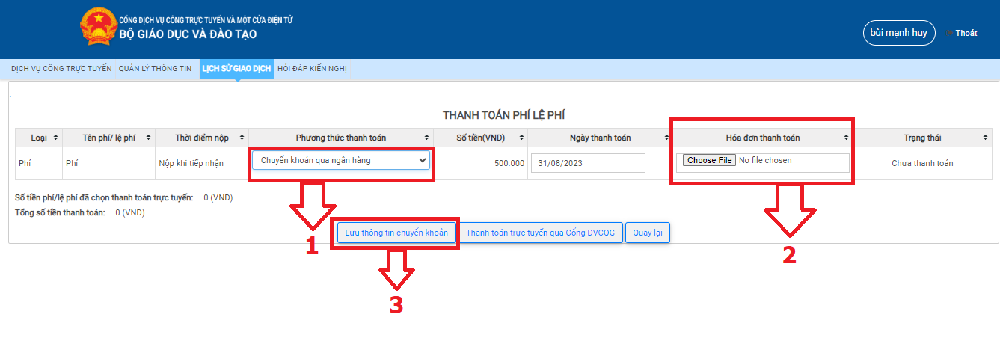 CỔNG DỊCH VỤ CÔNG TRỰC TUYẾN VÀ MỘT CỬA ĐIỆN TỬ
BỘ GIÁO DỤC VÀ ĐÀO TẠO
bùi mạnh huy Thoát
DỊCH VỤ CÔNG TRỰC TUYẾN QUẢN LÝ THÔNG TIN LỊCH SỬ GIAO DỊCH HỎI ĐÁP KIẾN NGHỊ
THANH TOÁN PHÍ LỆ PHÍ
Loại Tên phí/ lệ phí Thời điểm nộp Phương thức thanh toán Số tiền(VND) Ngày thanh toán Hóa đơn thanh toán Trạng thái
Phí Phí Nộp khi tiếp nhận Chuyển khoản qua ngân hàng 500.000 31/08/2023 Choose File No file chosen Chưa thanh toán
Số tiền phí/lệ phí đã chọn thanh toán trực tuyến: 0 (VND)
Tổng số tiền thanh toán: 0 (VND)
Lưu thông tin chuyển khoản Thanh toán trực tuyến qua Cổng DVCQG Quay lại
1
2
3